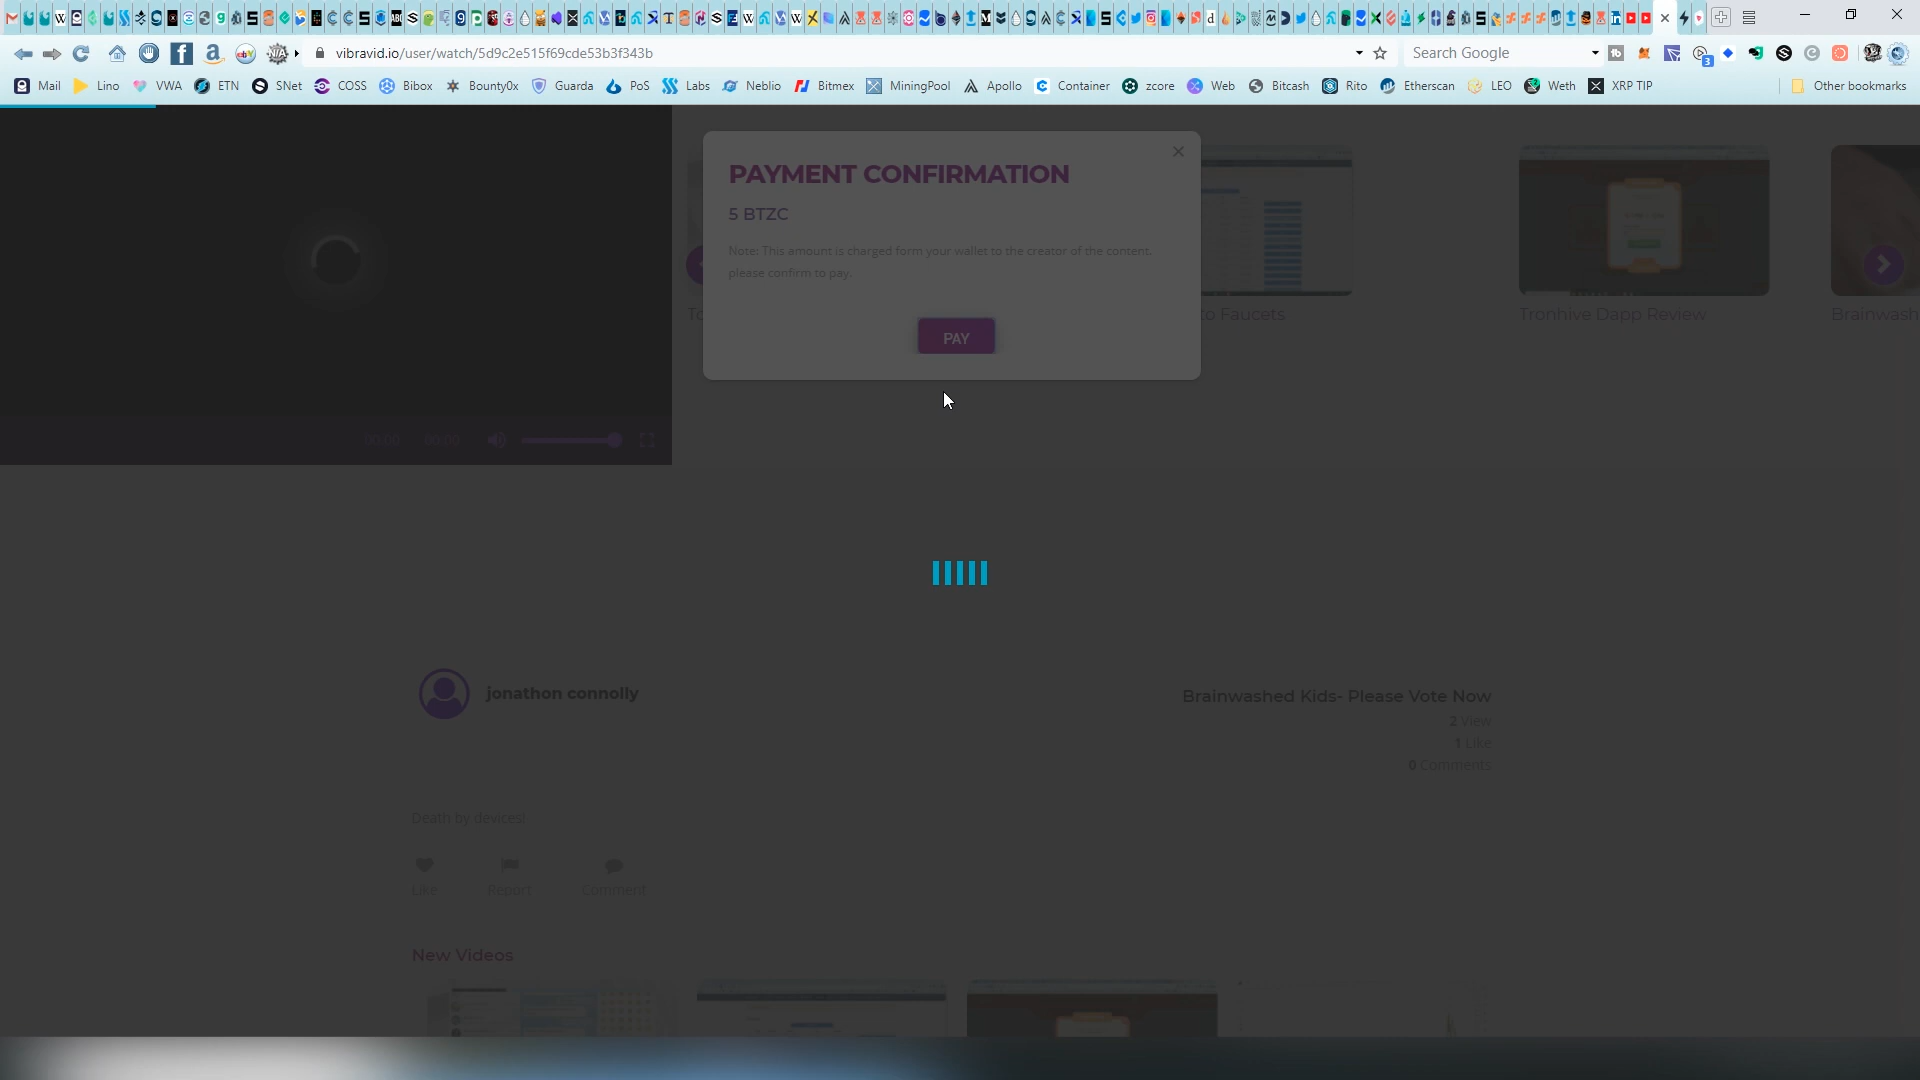 vibravid.io/user/watch/5d9c2e515f69cde53b3f343b
Search Google
Mail Lino VWA ETN SNet COSS Bibox Bounty0x Guarda PoS Labs Neblio Bitmex MiningPool Apollo Container zcore Web Bitcash Rito Etherscan LEO Weth XRP TIP Other bookmarks
PAYMENT CONFIRMATION
5 BTZC
Note: This amount is charged form your wallet to the creator of the content.
please confirm to pay.
PAY
to Faucets
Tronhive Dapp Review
Brainwash
00:00 00:00
jonathon connolly
Brainwashed Kids- Please Vote Now
2 View
1 Like
0 Comments
Death by devices!
Like Report Comment
New Videos